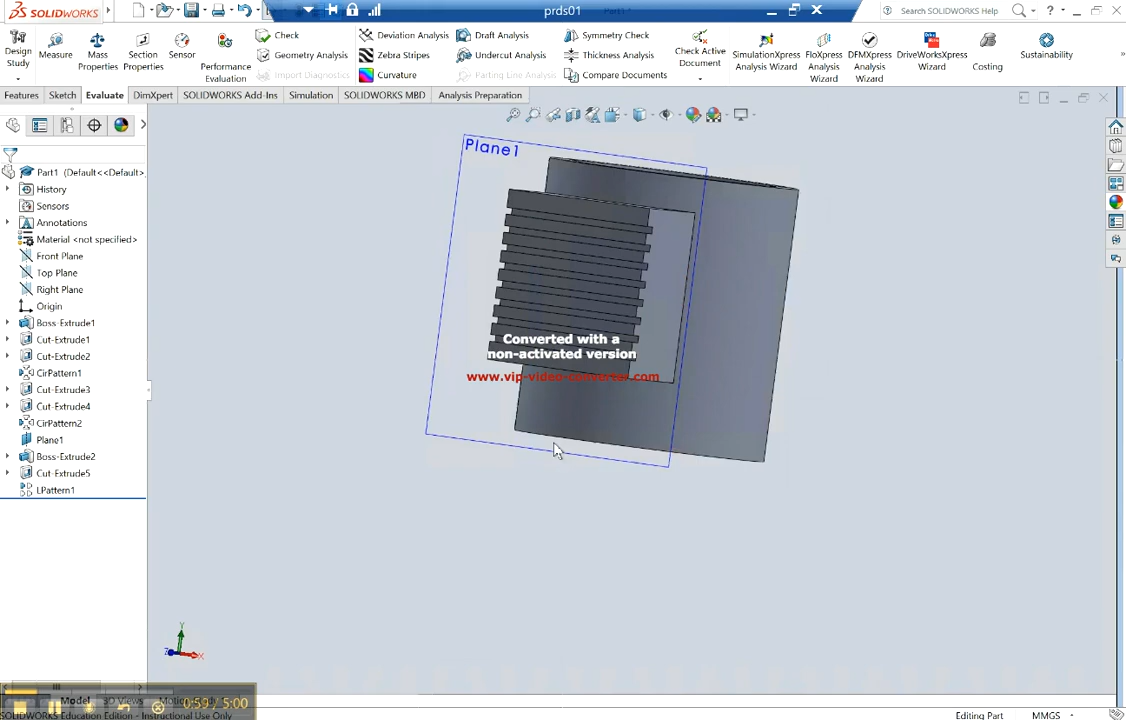 SOLIDWORKS
prds01
Search SOLIDWORKS Help
?
Design Study
Measure
Mass Properties
Section Properties
Sensor
Performance Evaluation
Check
Geometry Analysis
Import Diagnostics
Deviation Analysis
Zebra Stripes
Curvature
Draft Analysis
Undercut Analysis
Parting Line Analysis
Symmetry Check
Thickness Analysis
Compare Documents
Check Active Document
SimulationXpress Analysis Wizard
FloXpress Analysis Wizard
DFMXpress Analysis Wizard
DriveWorksXpress Wizard
Costing
Sustainability
Features
Sketch
Evaluate
DimXpert
SOLIDWORKS Add-Ins
Simulation
SOLIDWORKS MBD
Analysis Preparation
Part1 (Default<<Default>_
History
Sensors
Annotations
Material <not specified>
Front Plane
Top Plane
Right Plane
Origin
Boss-Extrude1
Cut-Extrude1
Cut-Extrude2
CirPattern1
Cut-Extrude3
Cut-Extrude4
CirPattern2
Plane1
Boss-Extrude2
Cut-Extrude5
LPattern1
Plane1
Converted with a
non-activated version
www.vip-video-converter.com
Y
Z
X
Model
3D Views
0:59 / 5:00
SOLIDWORKS Education Edition - Instructional Use Only
Editing Part
MMGS